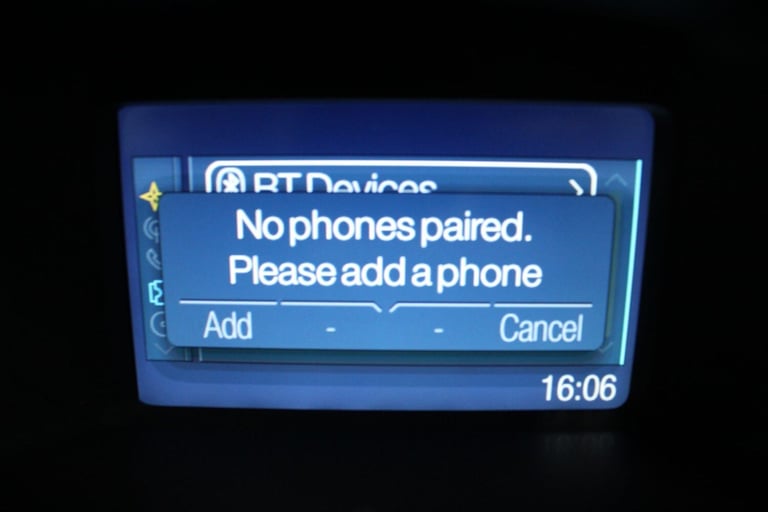 BT Devices
No phones paired.
Please add a phone
Add - - Cancel
16:06